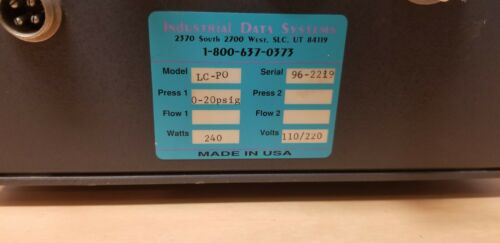 Industrial Data Systems
2370 South 2700 West, SLC, UT 84119
1-800-637-0373
Model LC-PO Serial 96-2219
Press 1 0-20psig Press 2
Flow 1 Flow 2
Watts 240 Volts 110/220
MADE IN USA